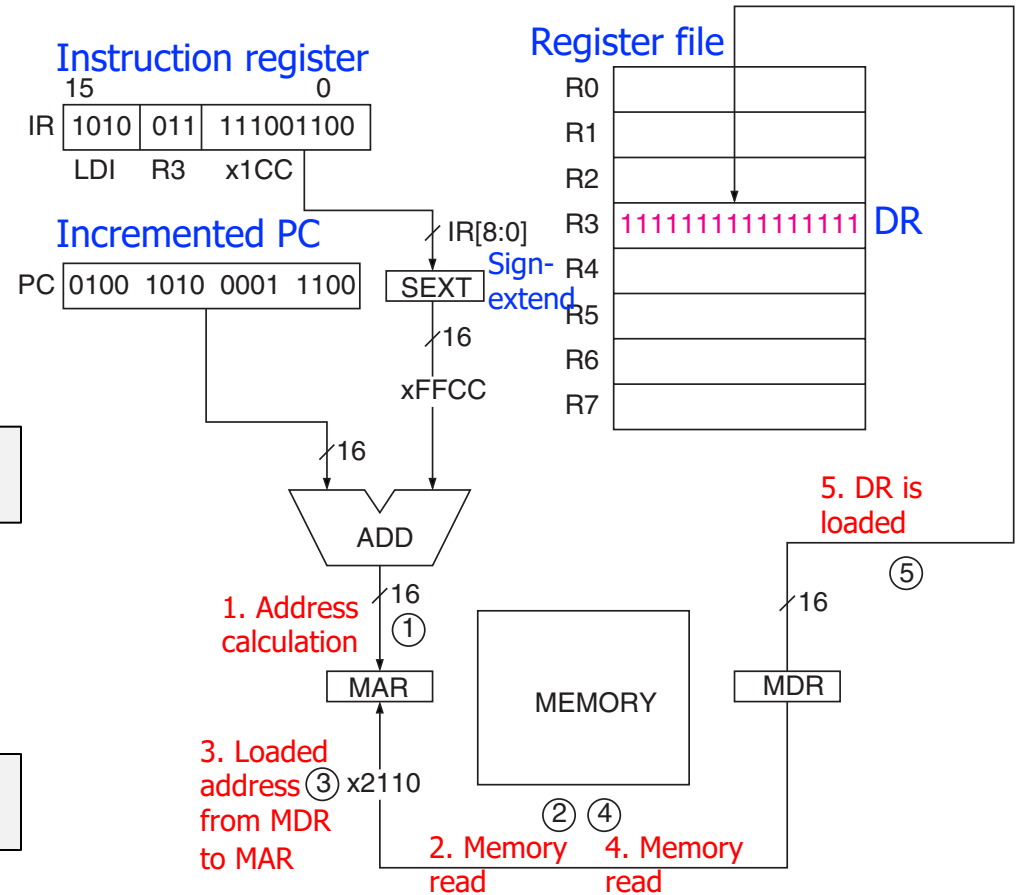 Instruction register
15 0
IR 1010 011 111001100
LDI R3 x1CC
Incremented PC
PC 0100 1010 0001 1100
IR[8:0]
Sign-
extend
SEXT
16
xFFCC
16
ADD
1. Address
calculation
16
1
MAR
3. Loaded
address
from MDR
to MAR
3 x2110
MEMORY
2 4
2. Memory
read
4. Memory
read
MDR
16
5. DR is
loaded
5
Register file
R0
R1
R2
R3 1111111111111111 DR
R4
R5
R6
R7